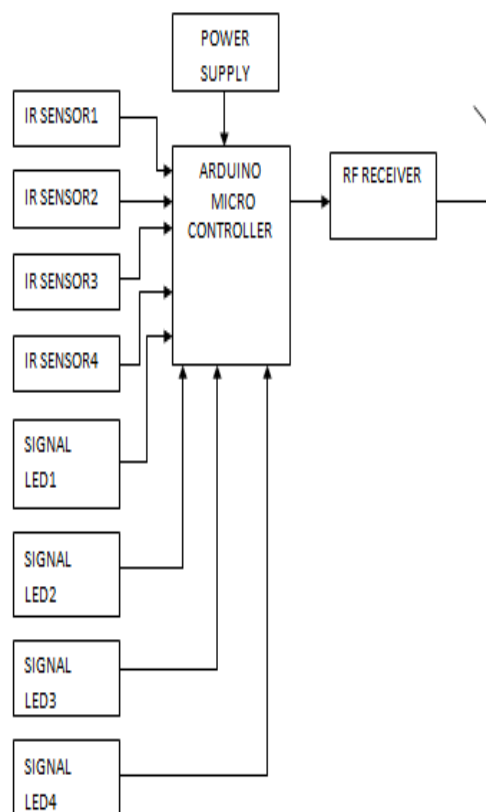 POWER
SUPPLY
IR SENSOR1
IR SENSOR2
IR SENSOR3
IR SENSOR4
ARDUINO
MICRO
CONTROLLER
RF RECEIVER
SIGNAL
LED1
SIGNAL
LED2
SIGNAL
LED3
SIGNAL
LED4